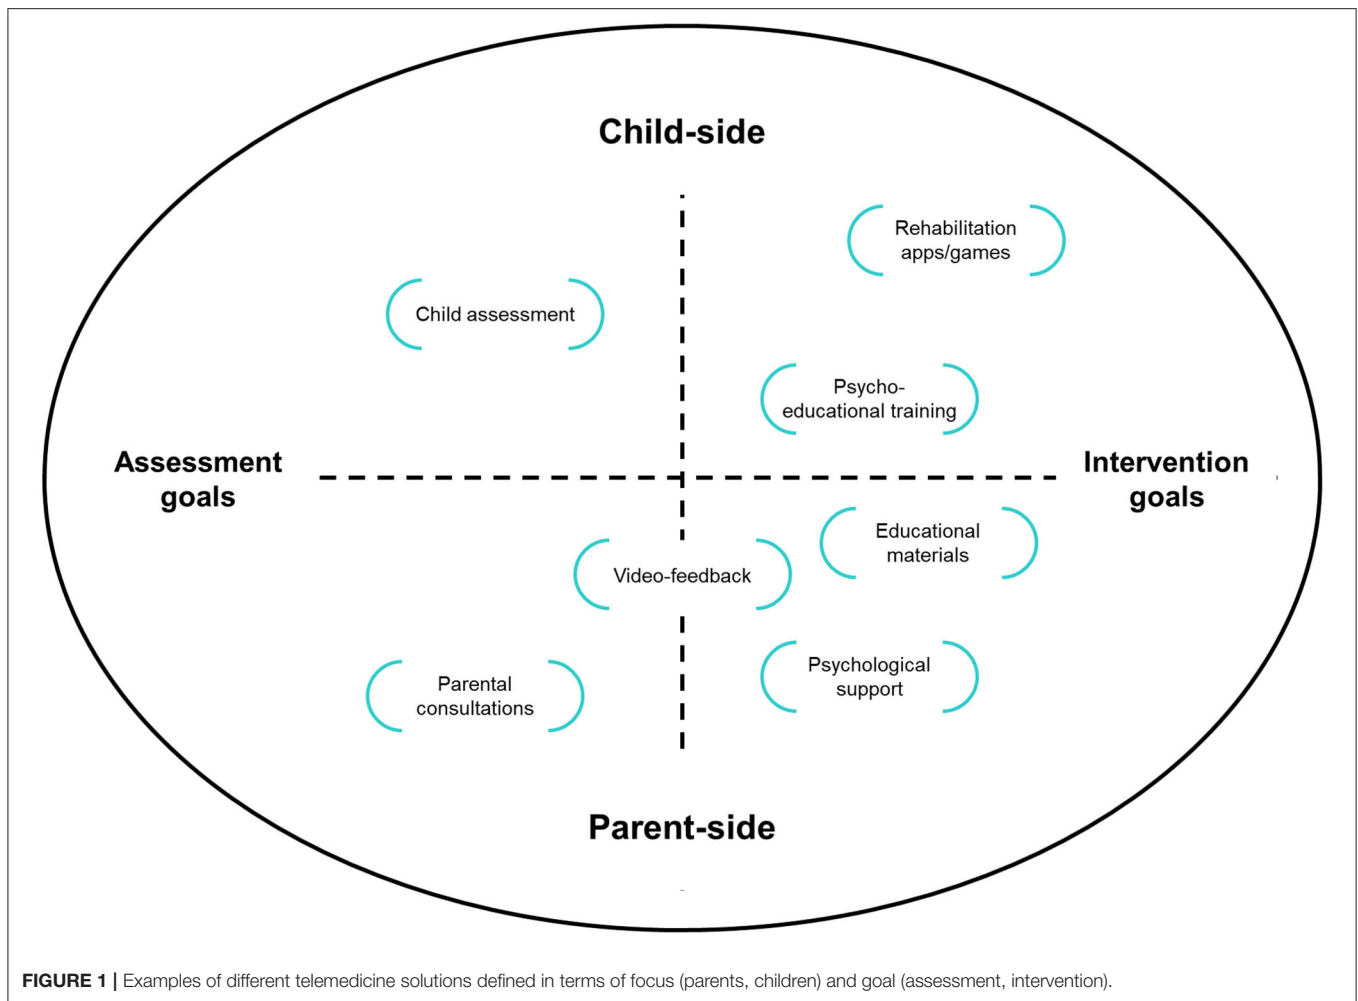 Child-side
Rehabilitation
apps/games
Child assessment
Psycho-
educational training
Assessment
goals
Intervention
goals
Educational
materials
Video-feedback
Psychological
support
Parental
consultations
Parent-side
FIGURE 1 | Examples of different telemedicine solutions defined in terms of focus (parents, children) and goal (assessment, intervention).